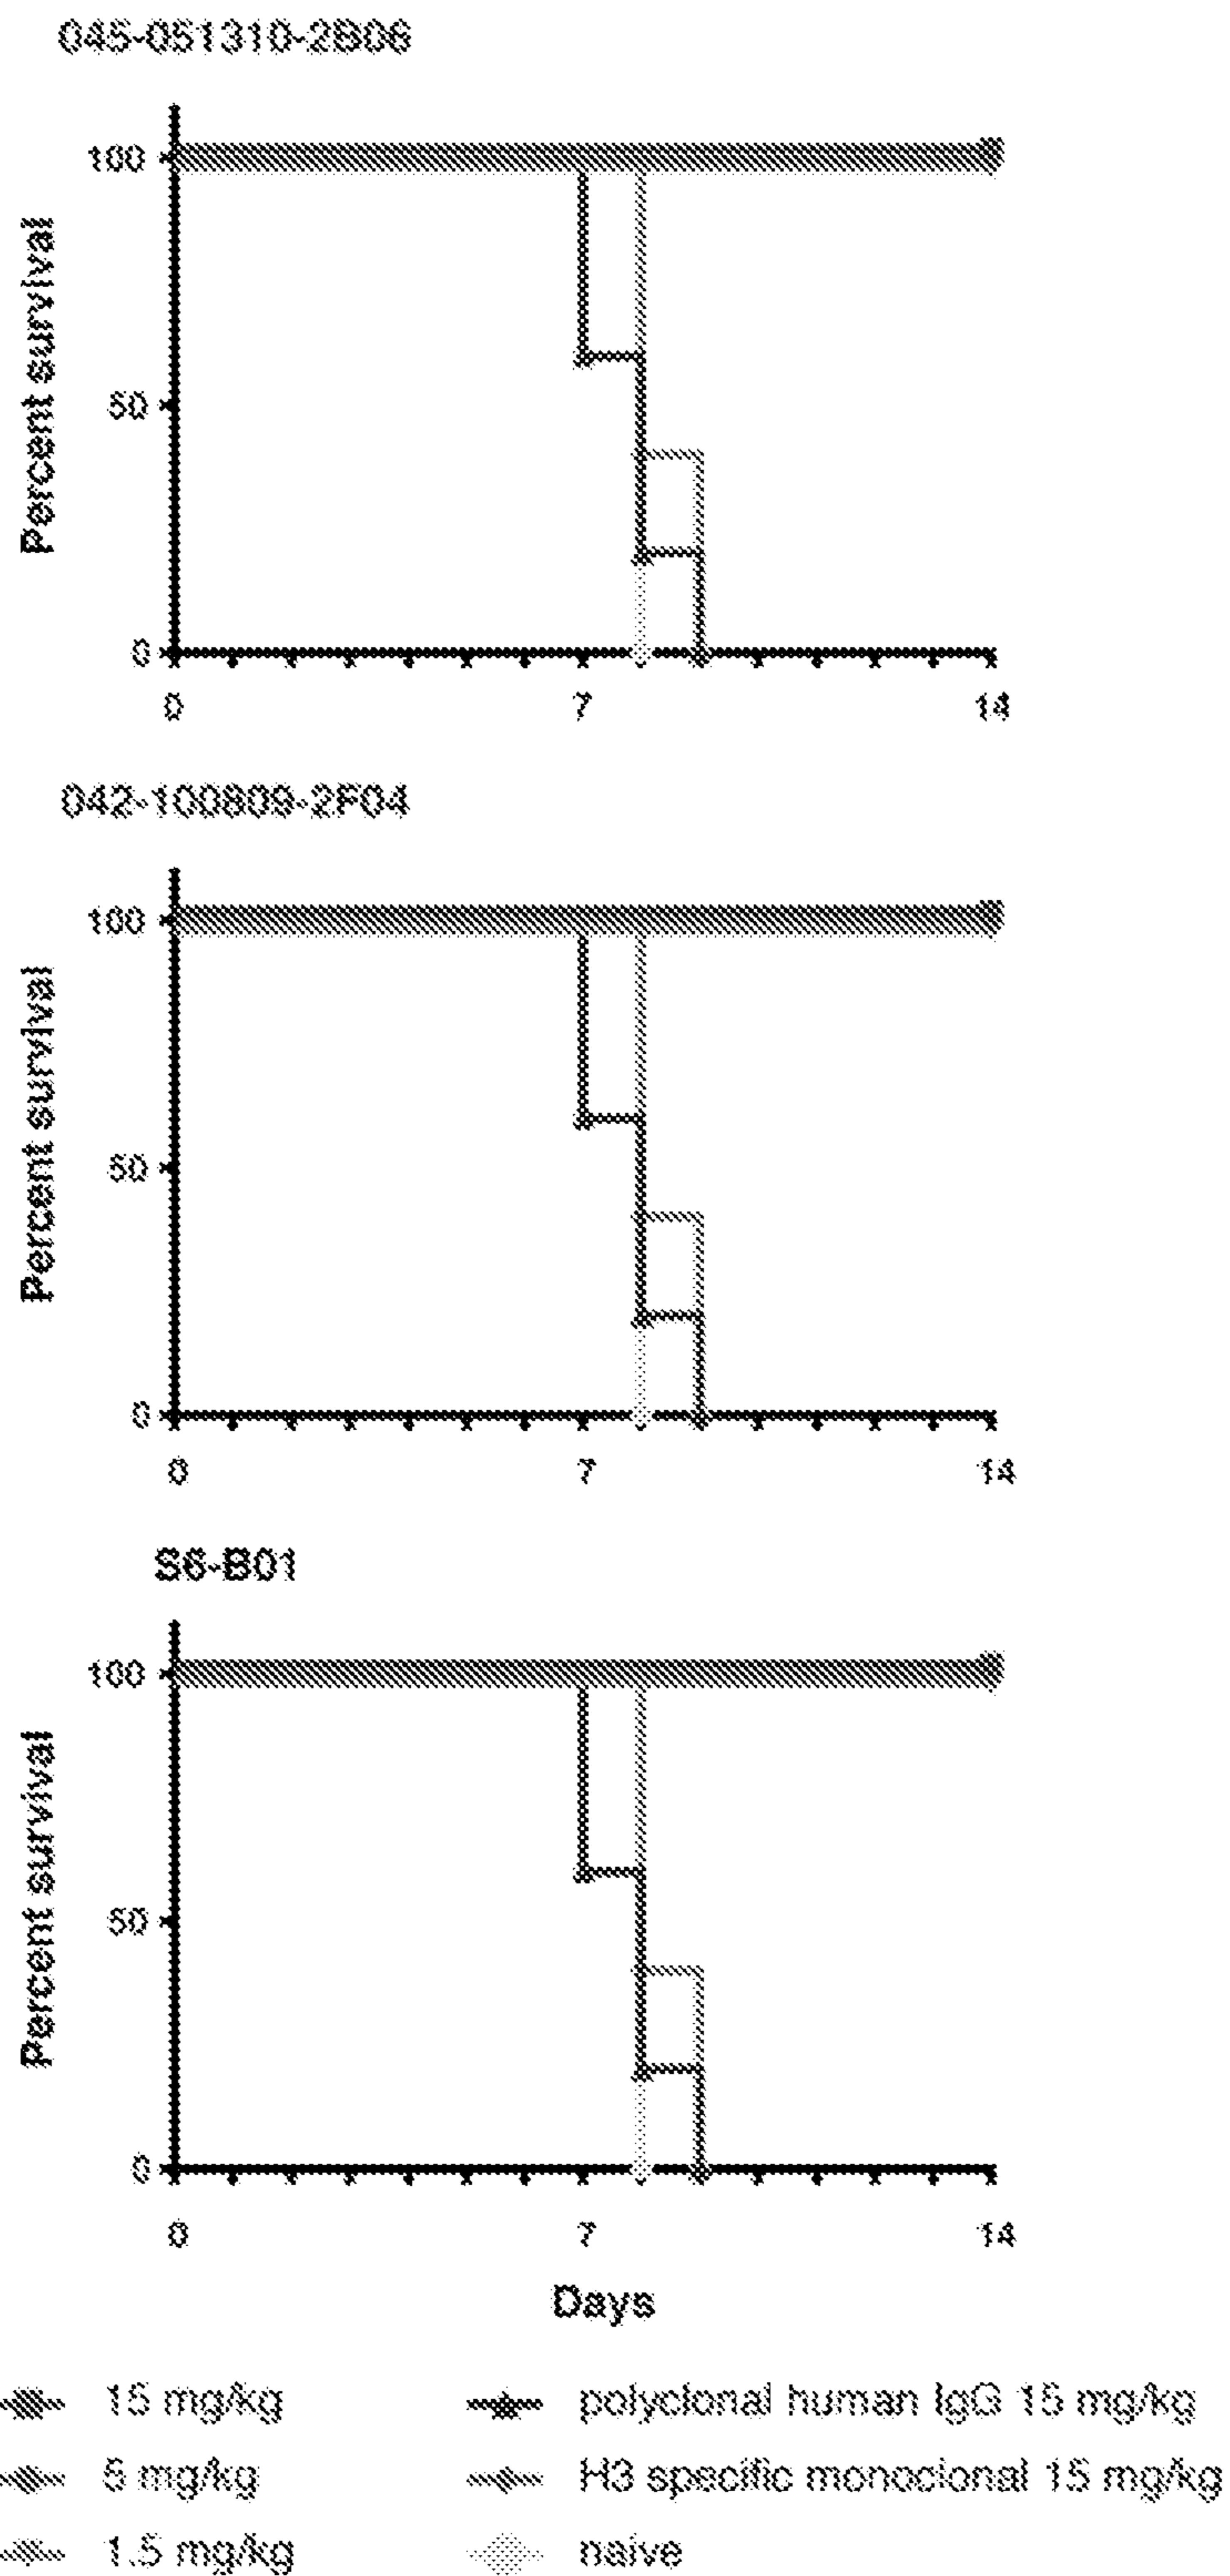 045-051310-2B06
Percent survival
100
50
0
0 7 14
042-100809-2F04
Percent survival
100
50
0
0 7 14
S6-B01
Percent survival
100
50
0
0 7 14
Days
15 mg/kg
5 mg/kg
1.5 mg/kg
polyclonal human IgG 15 mg/kg
H3 specific monoclonal 15 mg/kg
naive